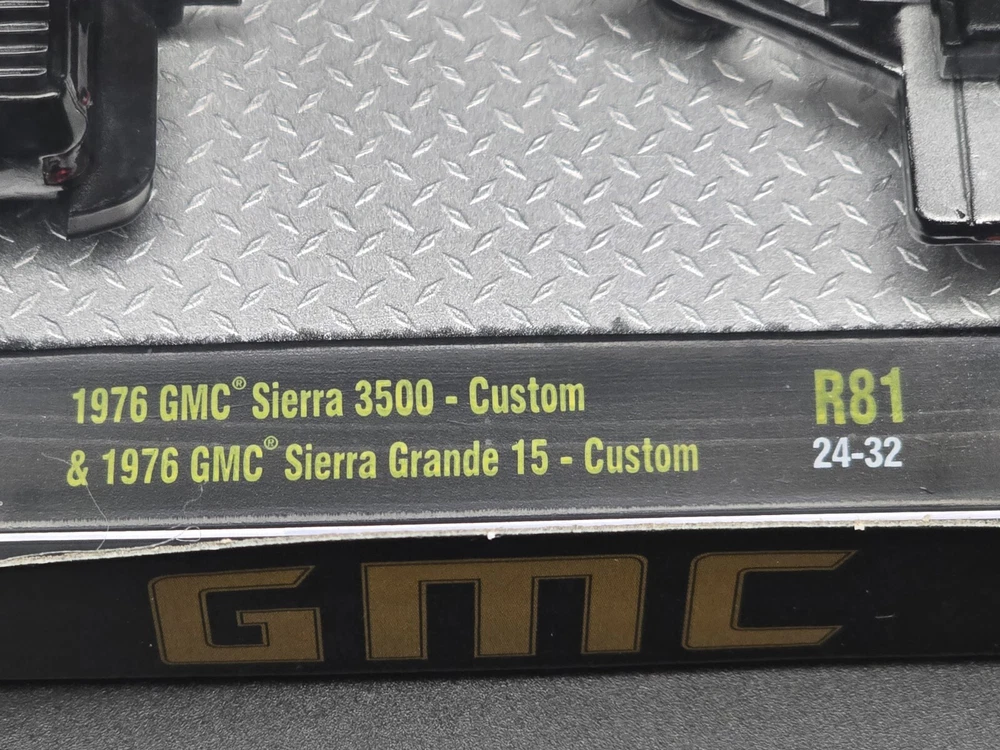 1976 GMC® Sierra 3500 - Custom
& 1976 GMC® Sierra Grande 15 - Custom
R81
24-32
GMC